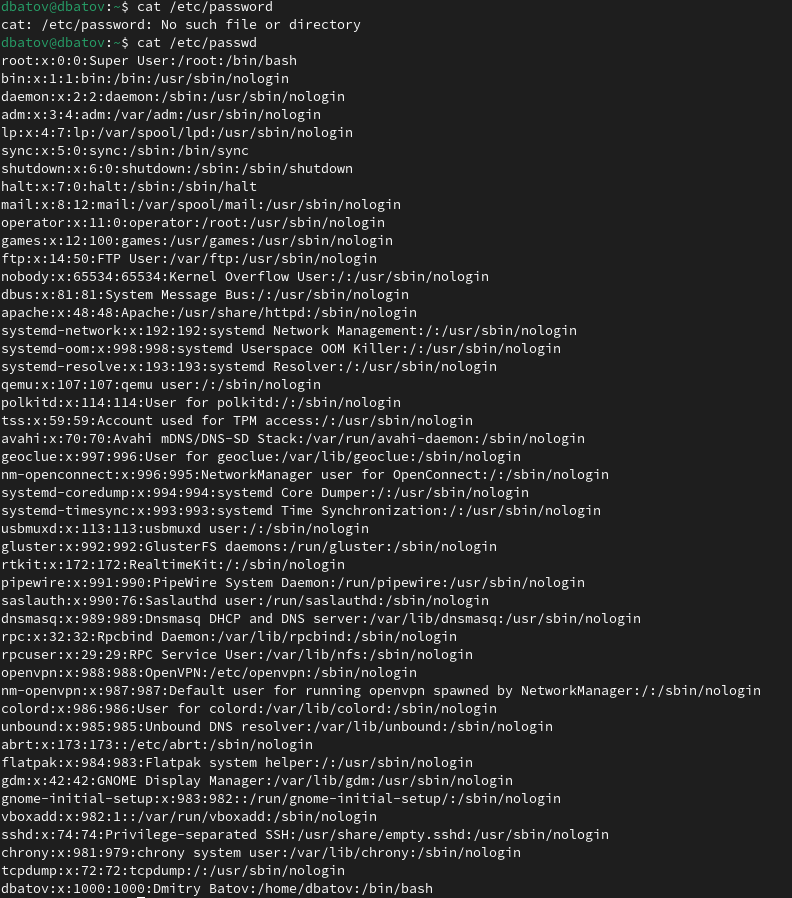 dbatov@dbatov:~$ cat /etc/password
cat: /etc/password: No such file or directory
dbatov@dbatov:~$ cat /etc/passwd
root:x:0:0:Super User:/root:/bin/bash
bin:x:1:1:bin:/bin:/usr/sbin/nologin
daemon:x:2:2:daemon:/sbin:/usr/sbin/nologin
adm:x:3:4:adm:/var/adm:/usr/sbin/nologin
lp:x:4:7:lp:/var/spool/lpd:/usr/sbin/nologin
sync:x:5:0:sync:/sbin:/bin/sync
shutdown:x:6:0:shutdown:/sbin:/sbin/shutdown
halt:x:7:0:halt:/sbin:/sbin/halt
mail:x:8:12:mail:/var/spool/mail:/usr/sbin/nologin
operator:x:11:0:operator:/root:/usr/sbin/nologin
games:x:12:100:games:/usr/games:/usr/sbin/nologin
ftp:x:14:50:FTP User:/var/ftp:/usr/sbin/nologin
nobody:x:65534:65534:Kernel Overflow User:/:/usr/sbin/nologin
dbus:x:81:81:System Message Bus:/:/usr/sbin/nologin
apache:x:48:48:Apache:/usr/share/httpd:/sbin/nologin
systemd-network:x:192:192:systemd Network Management:/:/usr/sbin/nologin
systemd-oom:x:998:998:systemd Userspace OOM Killer:/:/usr/sbin/nologin
systemd-resolve:x:193:193:systemd Resolver:/:/usr/sbin/nologin
qemu:x:107:107:qemu user:/:/sbin/nologin
polkitd:x:114:114:User for polkitd:/:/sbin/nologin
tss:x:59:59:Account used for TPM access:/:/usr/sbin/nologin
avahi:x:70:70:Avahi mDNS/DNS-SD Stack:/var/run/avahi-daemon:/sbin/nologin
geoclue:x:997:996:User for geoclue:/var/lib/geoclue:/sbin/nologin
nm-openconnect:x:996:995:NetworkManager user for OpenConnect:/:/sbin/nologin
systemd-coredump:x:994:994:systemd Core Dumper:/:/usr/sbin/nologin
systemd-timesync:x:993:993:systemd Time Synchronization:/:/usr/sbin/nologin
usbmuxd:x:113:113:usbmuxd user:/:/sbin/nologin
gluster:x:992:992:GlusterFS daemons:/run/gluster:/sbin/nologin
rtkit:x:172:172:RealtimeKit:/:/sbin/nologin
pipewire:x:991:990:PipeWire System Daemon:/run/pipewire:/usr/sbin/nologin
saslauth:x:990:76:Saslauthd user:/run/saslauthd:/sbin/nologin
dnsmasq:x:989:989:Dnsmasq DHCP and DNS server:/var/lib/dnsmasq:/usr/sbin/nologin
rpc:x:32:32:Rpcbind Daemon:/var/lib/rpcbind:/sbin/nologin
rpcuser:x:29:29:RPC Service User:/var/lib/nfs:/sbin/nologin
openvpn:x:988:988:OpenVPN:/etc/openvpn:/sbin/nologin
nm-openvpn:x:987:987:Default user for running openvpn spawned by NetworkManager:/:/sbin/nologin
colord:x:986:986:User for colord:/var/lib/colord:/sbin/nologin
unbound:x:985:985:Unbound DNS resolver:/var/lib/unbound:/sbin/nologin
abrt:x:173:173::/etc/abrt:/sbin/nologin
flatpak:x:984:983:Flatpak system helper:/:/usr/sbin/nologin
gdm:x:42:42:GNOME Display Manager:/var/lib/gdm:/usr/sbin/nologin
gnome-initial-setup:x:983:982::/run/gnome-initial-setup/:/sbin/nologin
vboxadd:x:982:1::/var/run/vboxadd:/sbin/nologin
sshd:x:74:74:Privilege-separated SSH:/usr/share/empty.sshd:/usr/sbin/nologin
chrony:x:981:979:chrony system user:/var/lib/chrony:/sbin/nologin
tcpdump:x:72:72:tcpdump:/:/usr/sbin/nologin
dbatov:x:1000:1000:Dmitry Batov:/home/dbatov:/bin/bash